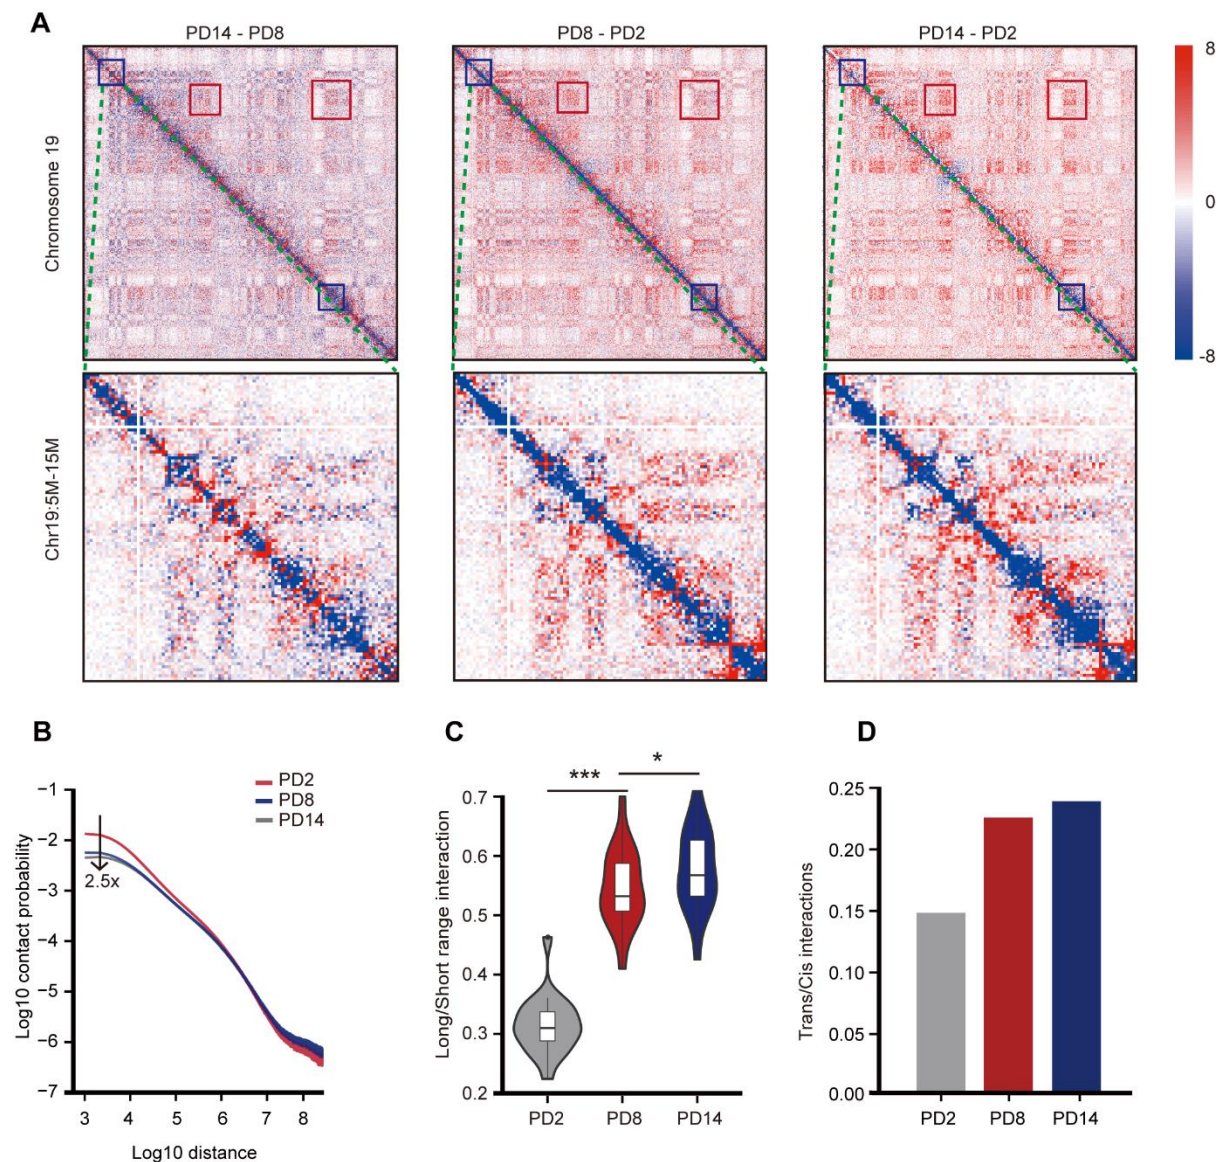 A
PD14 - PD8
PD8 - PD2
PD14 - PD2
Chromosome 19
8
0
-8
Chr19:5M-15M
B
Log10 contact probability
−1
−2
−3
−4
−5
−6
−7
PD2
PD8
PD14
2.5x
3 4 5 6 7 8
Log10 distance
C
Long/Short range interaction
0.7
0.6
0.5
0.4
0.3
0.2
***
*
PD2 PD8 PD14
D
Trans/Cis interactions
0.25
0.20
0.15
0.10
0.05
0.00
PD2 PD8 PD14